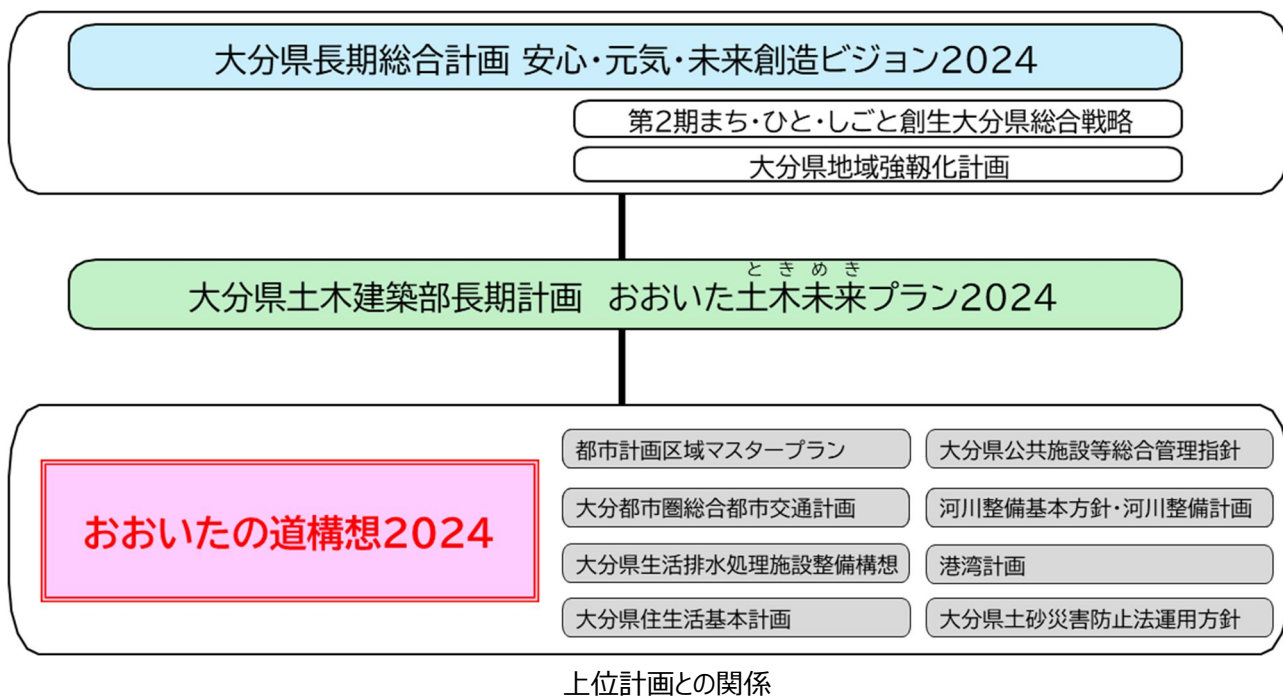 大分県長期総合計画 安心・元気・未来創造ビジョン2024
第2期まち・ひと・しごと創生大分県総合戦略
大分県地域強靱化計画
ときめき
大分県土木建築部長期計画 おおいた土木未来プラン2024
おおいたの道構想2024
都市計画区域マスタープラン
大分都市圏総合都市交通計画
大分県生活排水処理施設整備構想
大分県住生活基本計画
大分県公共施設等総合管理指針
河川整備基本方針・河川整備計画
港湾計画
大分県土砂災害防止法運用方針
上位計画との関係